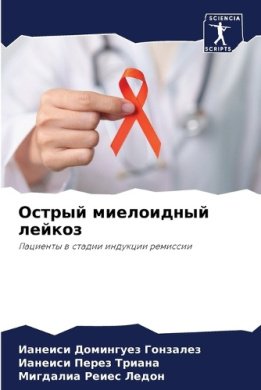 SCIENCIA
SCRIPTS
Острый миелоидный
лейкоз
Пациенты в стадии индукции ремиссии
Ианеиси Домингуез Гонзалез
Ианеиси Перез Триана
Мигдалиа Реиес Ледон